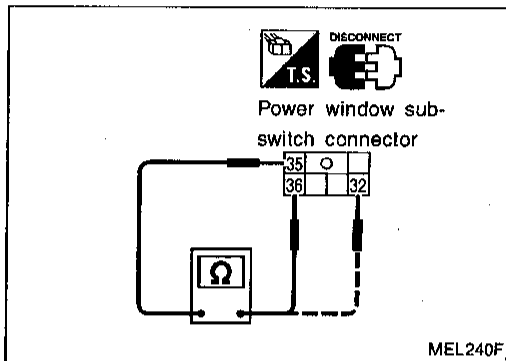 DISCONNECT
T.S.
Power window sub-
switch connector
35
36 32
Ω
MEL240F